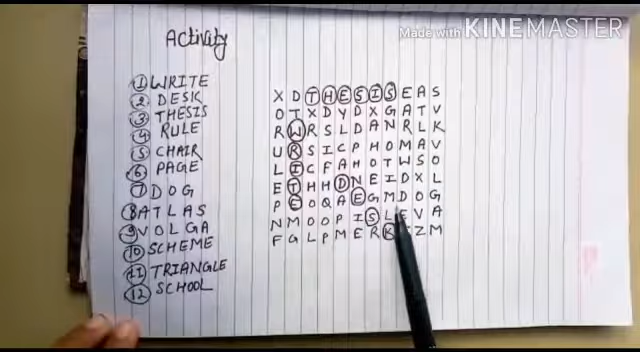 Made with KINEMASTER
Activity
1 WRITE
2 DESK
3 THESIS
4 RULE
5 CHAIR
6 PAGE
7 DOG
8 ATLAS
9 VOLGA
10 SCHEME
11 TRIANGLE
12 SCHOOL
X D T H E S I S E A S
O T X D Y D X G A T V
R W R S L D A N R L K
U R S I C P H O M A V
L I C F A H O T W S O
E T H H D N E I D X L
P E O Q A E G M D O G
N M O O P I S L E V A
F G L P M E R K Z M